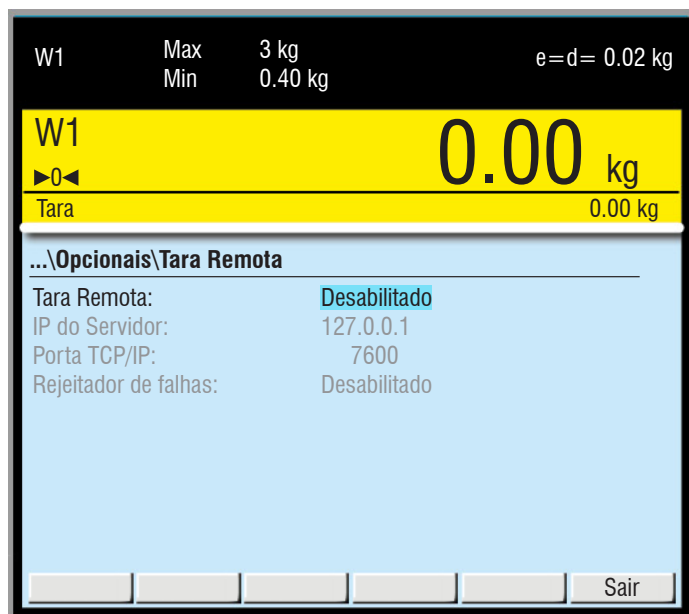 W1 Max 3 kg e=d= 0.02 kg
Min 0.40 kg
W1 0.00 kg
►0◄
Tara 0.00 kg
...\Opcionais\Tara Remota
Tara Remota: Desabilitado
IP do Servidor: 127.0.0.1
Porta TCP/IP: 7600
Rejeitador de falhas: Desabilitado
Sair